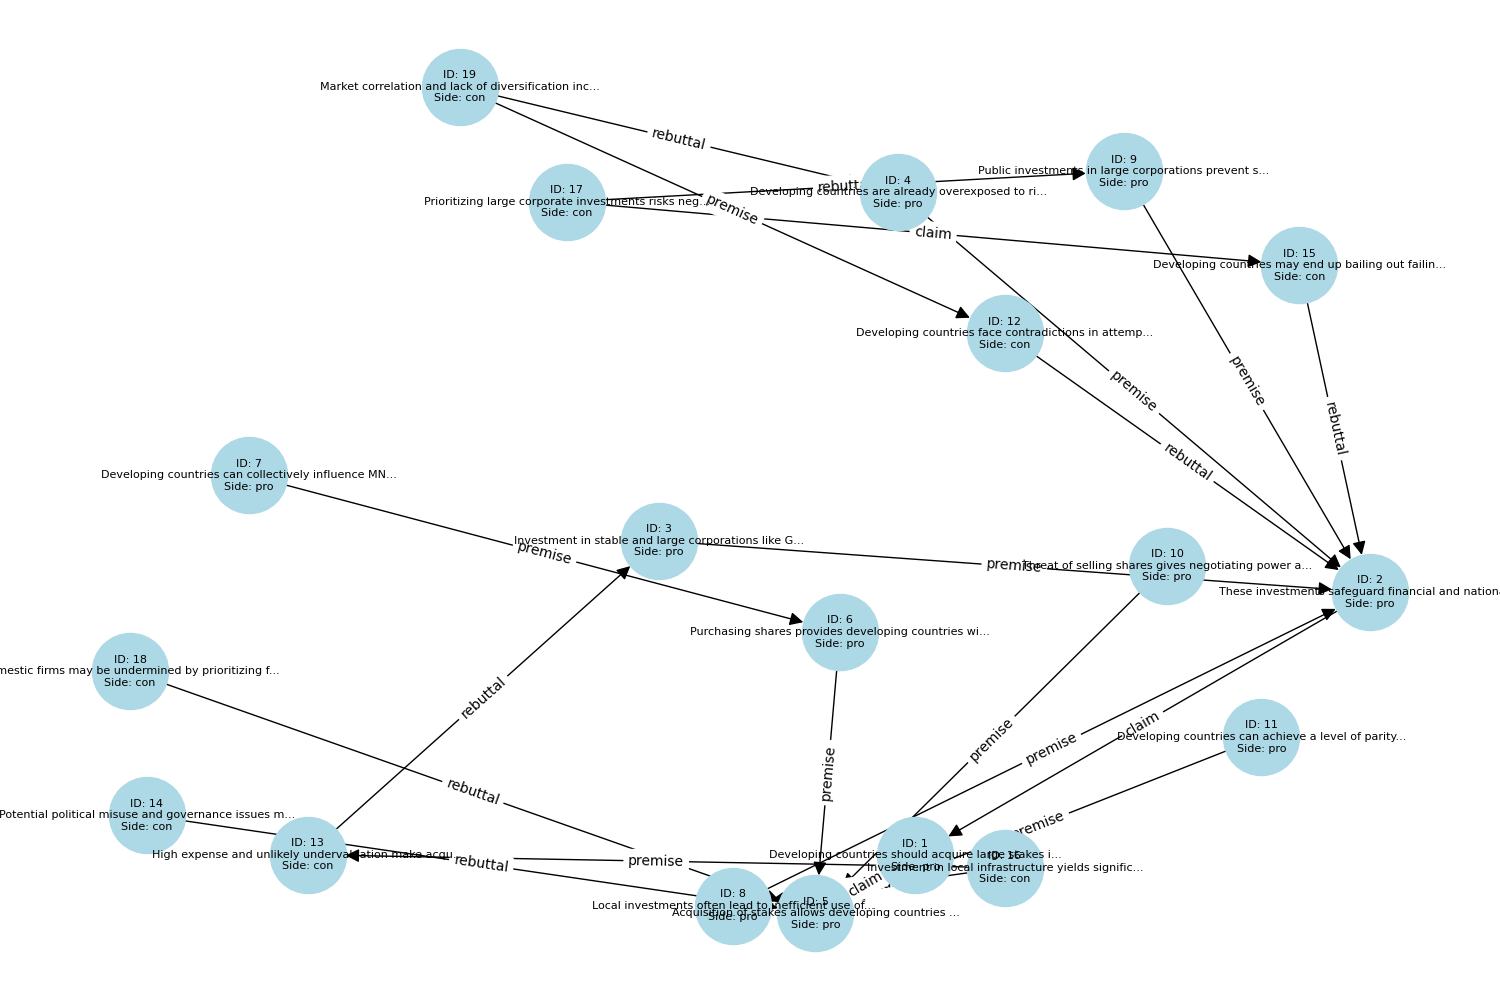 ID: 19
Market correlation and lack of diversification inc...
Side: con
rebuttal
ID: 9
Public investments in large corporations prevent s...
Side: pro
ID: 17
Prioritizing large corporate investments risks neg...
Side: con
premise
ID: 4
Developing countries are already overexposed to ri...
Side: pro
claim
ID: 15
Developing countries may end up bailing out failin...
Side: con
ID: 12
Developing countries face contradictions in attemp...
Side: con
premise
premise
rebuttal
rebuttal
ID: 7
Developing countries can collectively influence MN...
Side: pro
premise
ID: 3
Investment in stable and large corporations like G...
Side: pro
premise
ID: 10
Threat of selling shares gives negotiating power a...
Side: pro
ID: 2
These investments safeguard financial and nationa
Side: pro
ID: 6
Purchasing shares provides developing countries wi...
Side: pro
ID: 18
mestic firms may be undermined by prioritizing f...
Side: con
rebuttal
premise
premise
premise
claim
ID: 11
Developing countries can achieve a level of parity...
Side: pro
rebuttal
ID: 14
Potential political misuse and governance issues m...
Side: con
ID: 13
High expense and unlikely undervaluation make acqu...
Side: con
rebuttal
premise
premise
ID: 1
Developing countries should acquire large stakes i...
Side: pro
Investment in local infrastructure yields signific...
Side: con
claim
ID: 8
Local investments often lead to inefficient use of...
Side: pro
ID: 5
Acquisition of stakes allows developing countries ...
Side: pro